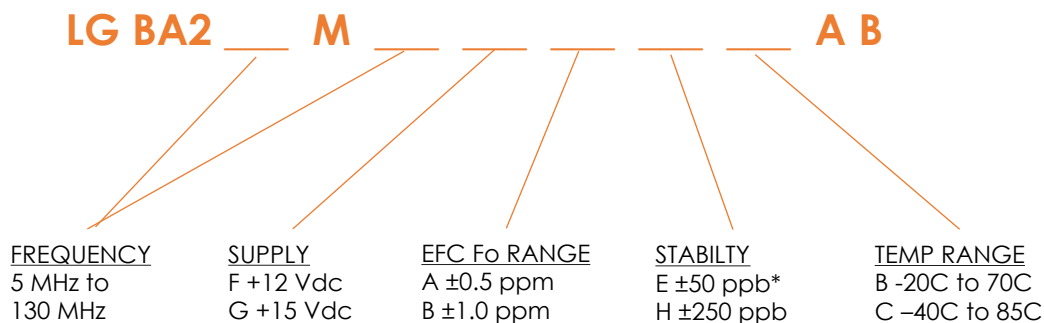 LG BA2 ___ M ___ ___ ___ ___ ___ A B
FREQUENCY SUPPLY EFC Fo RANGE STABILTY TEMP RANGE
5 MHz to F +12 Vdc A ±0.5 ppm E ±50 ppb* B -20C to 70C
130 MHz G +15 Vdc B ±1.0 ppm H ±250 ppb C –40C to 85C